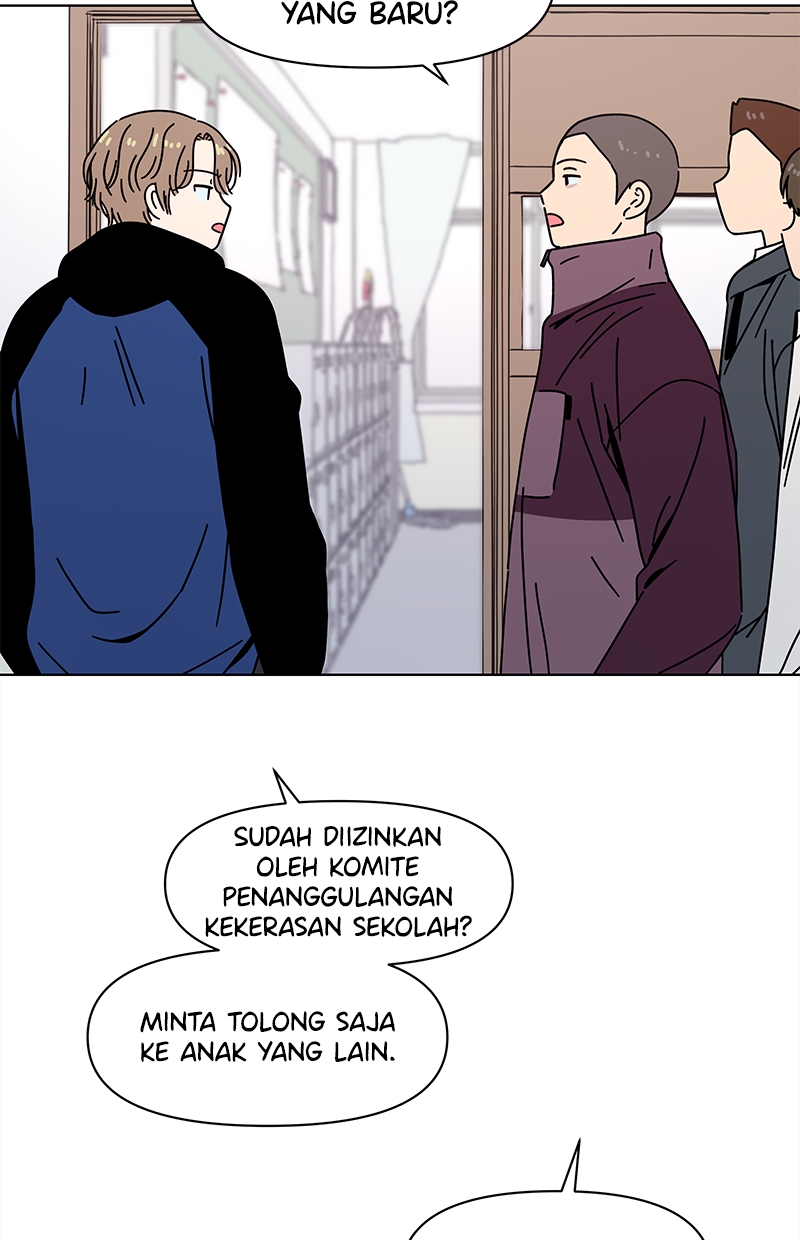 YANG BARU?
SUDAH DIIZINKAN
OLEH KOMITE
PENANGGULANGAN
KEKERASAN SEKOLAH?
MINTA TOLONG SAJA
KE ANAK YANG LAIN.